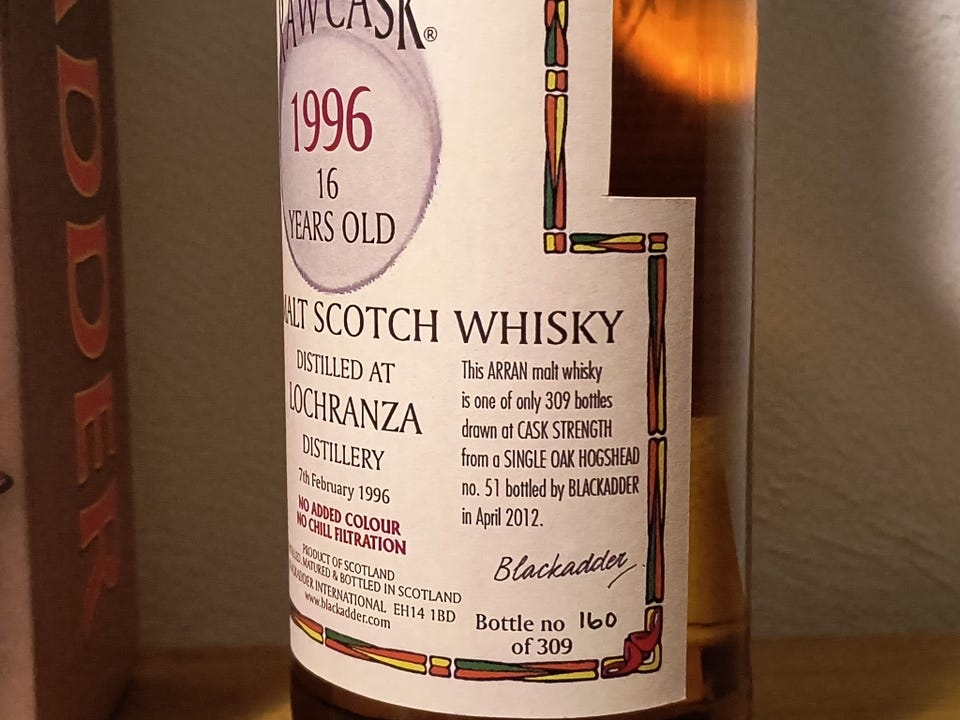 RAW CASK®
1996
16
YEARS OLD
MALT SCOTCH WHISKY
DISTILLED AT
LOCHRANZA
DISTILLERY
7th February 1996
NO ADDED COLOUR
NO CHILL FILTRATION
PRODUCT OF SCOTLAND
MATURED & BOTTLED IN SCOTLAND
BLACKADDER INTERNATIONAL EH14 1BD
www.blackadder.com
This ARRAN malt whisky
is one of only 309 bottles
drawn at CASK STRENGTH
from a SINGLE OAK HOGSHEAD
no. 51 bottled by BLACKADDER
in April 2012.
Blackadder
Bottle no 160
of 309
ADDER